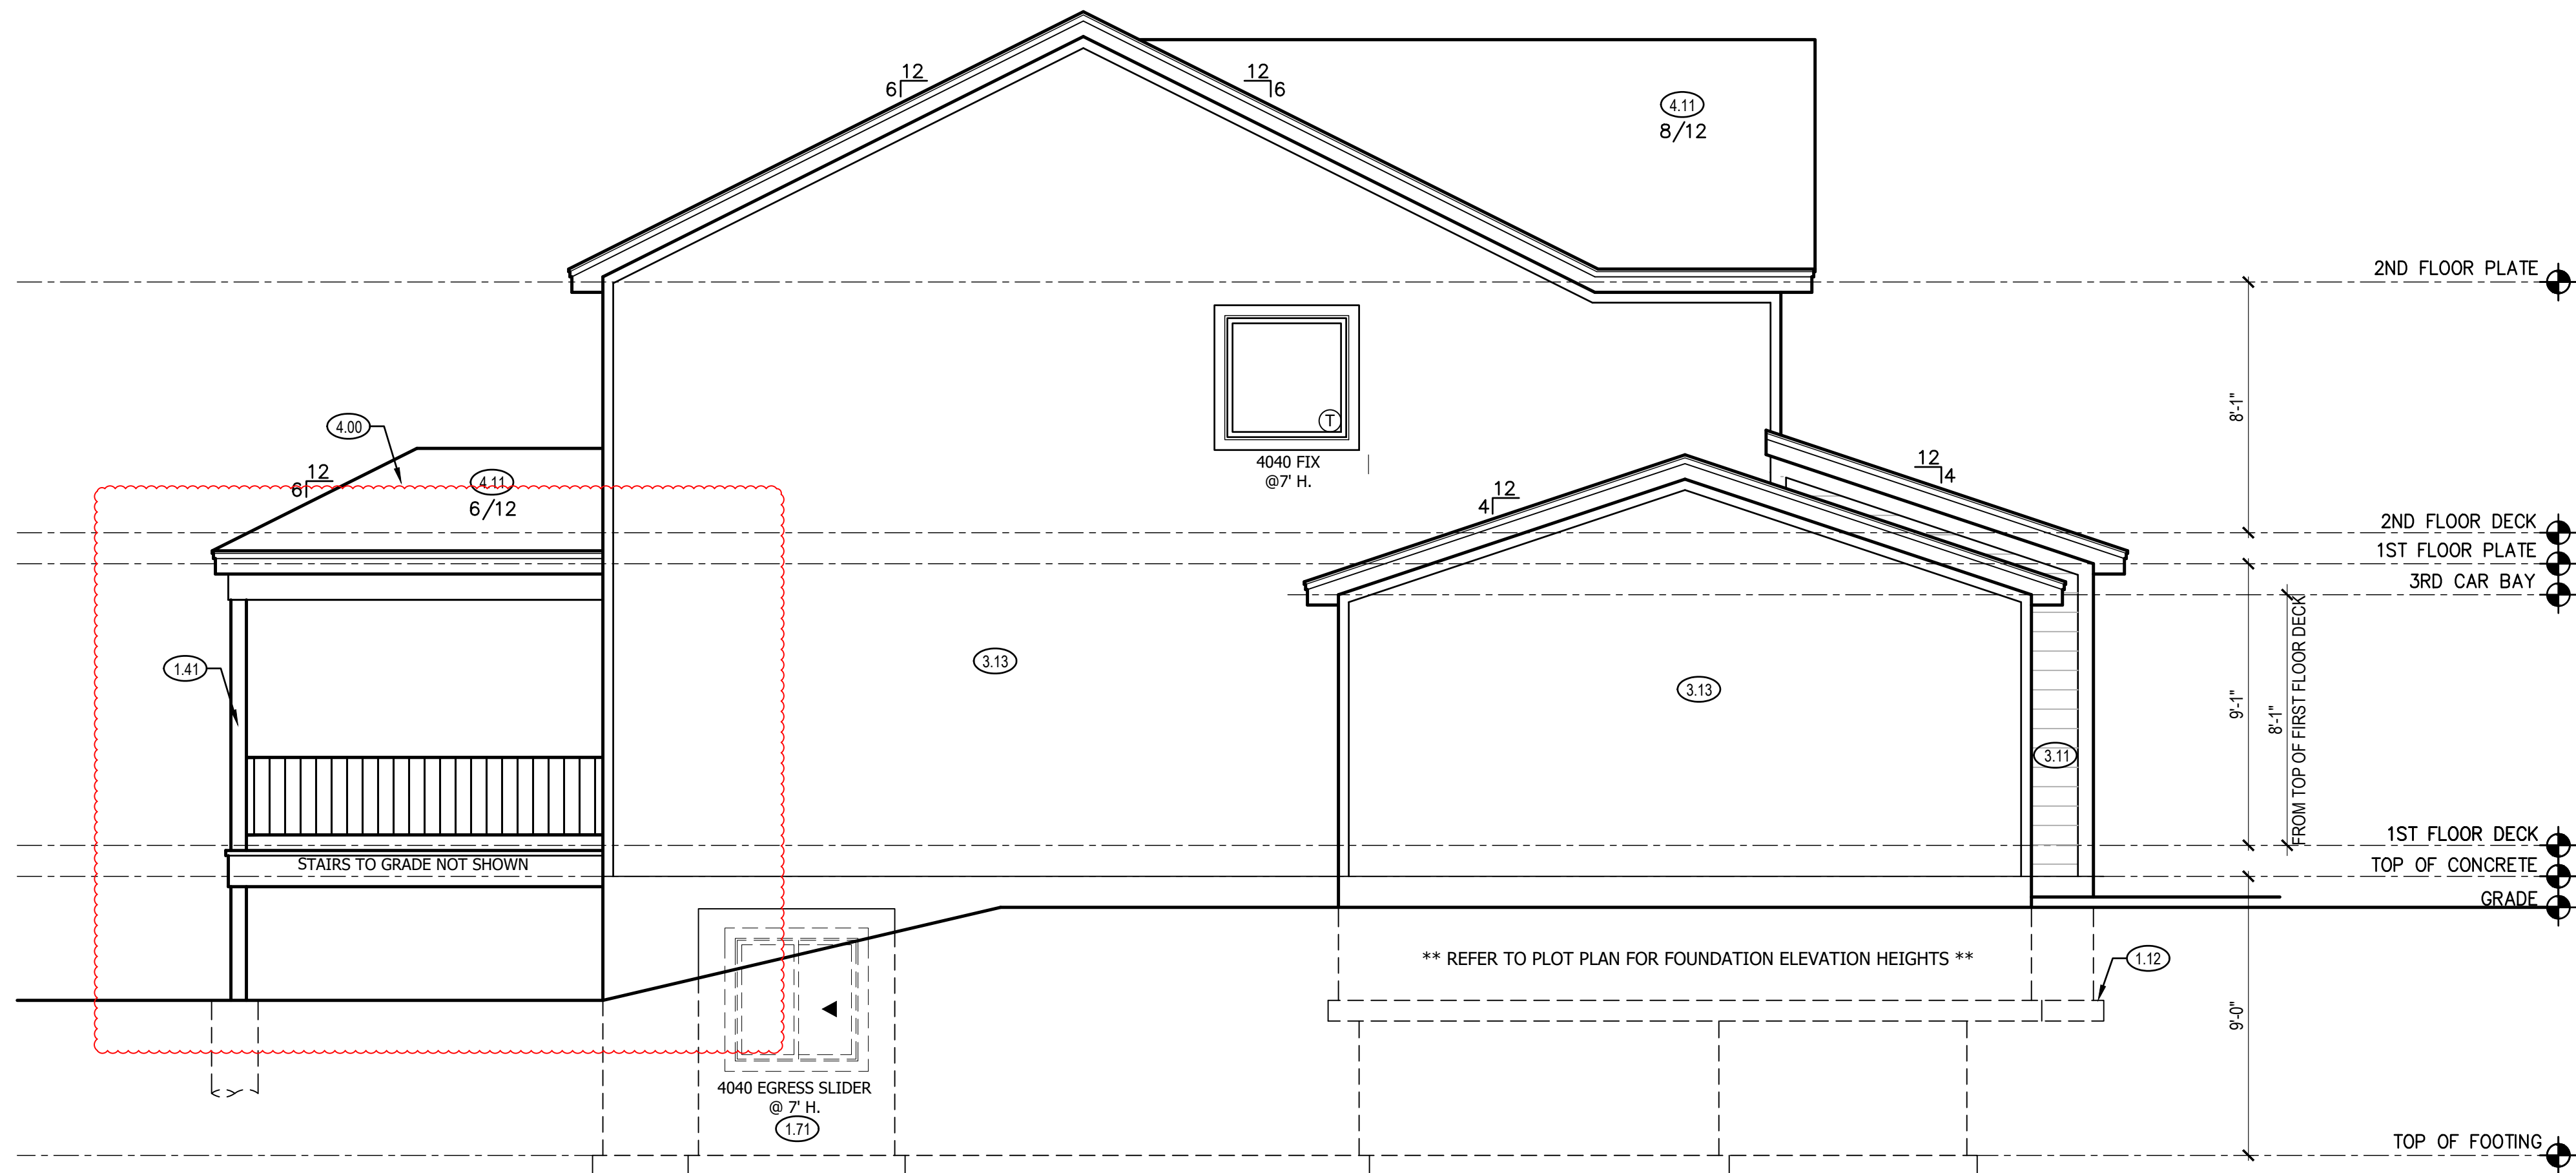 12
6
12
6
4.11
8/12
2ND FLOOR PLATE
8'-1"
4.00
12
6
4.11
6/12
T
4040 FIX
@7' H.
12
4
12
4
2ND FLOOR DECK
1ST FLOOR PLATE
3RD CAR BAY
1.41
3.13
3.13
3.11
9'-1"
8'-1"
FROM TOP OF FIRST FLOOR DECK
1ST FLOOR DECK
STAIRS TO GRADE NOT SHOWN
TOP OF CONCRETE
GRADE
** REFER TO PLOT PLAN FOR FOUNDATION ELEVATION HEIGHTS **
1.12
9'-0"
4040 EGRESS SLIDER
@ 7' H.
1.71
TOP OF FOOTING